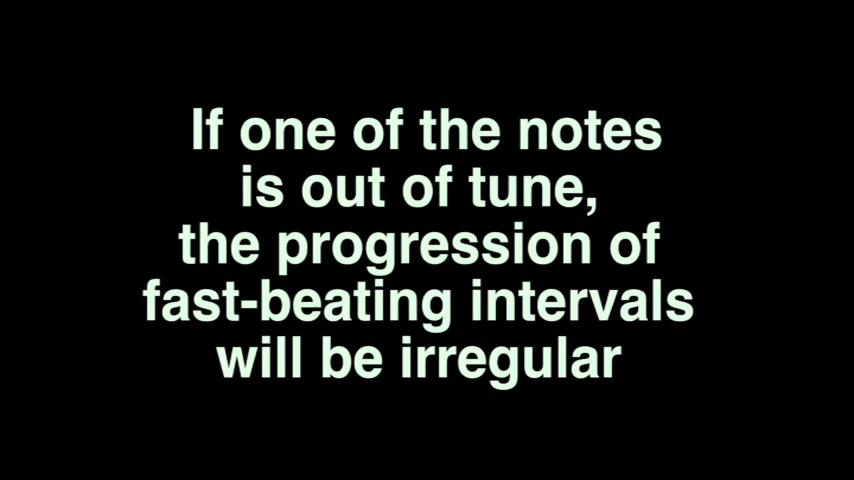 If one of the notes
is out of tune,
the progression of
fast-beating intervals
will be irregular